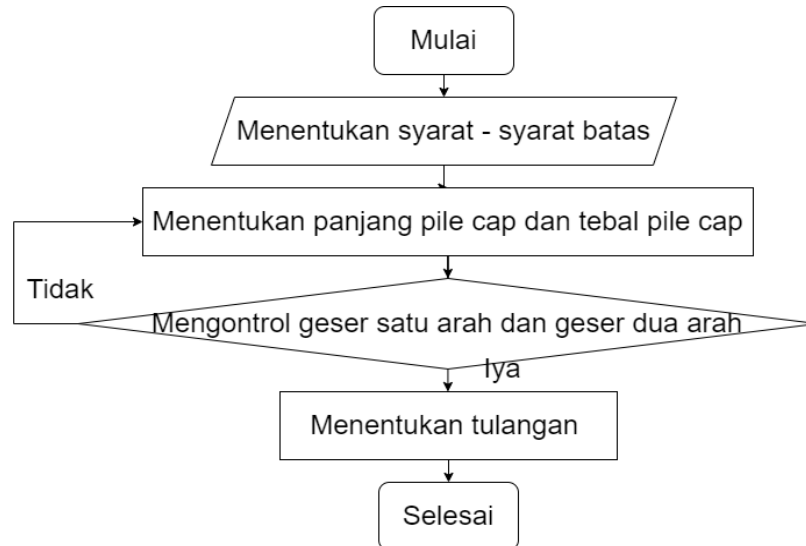 Mulai
Menentukan syarat - syarat batas
Menentukan panjang pile cap dan tebal pile cap
Tidak
Mengontrol geser satu arah dan geser dua arah
Iya
Menentukan tulangan
Selesai